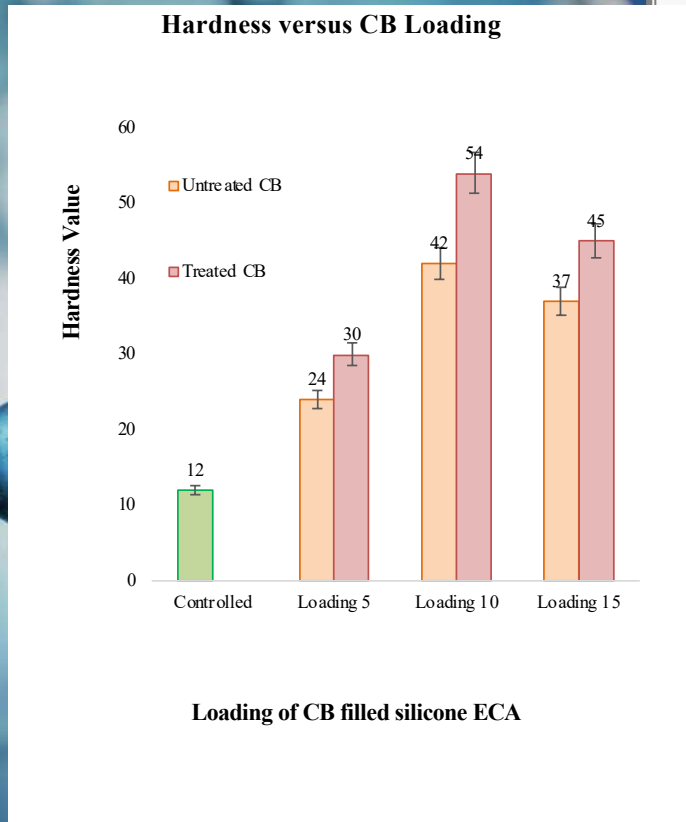 Hardness versus CB Loading
60
50
40
30
20
10
0
Hardness Value
Untreated CB
Treated CB
12
24
30
42
54
37
45
Controlled
Loading 5
Loading 10
Loading 15
Loading of CB filled silicone ECA